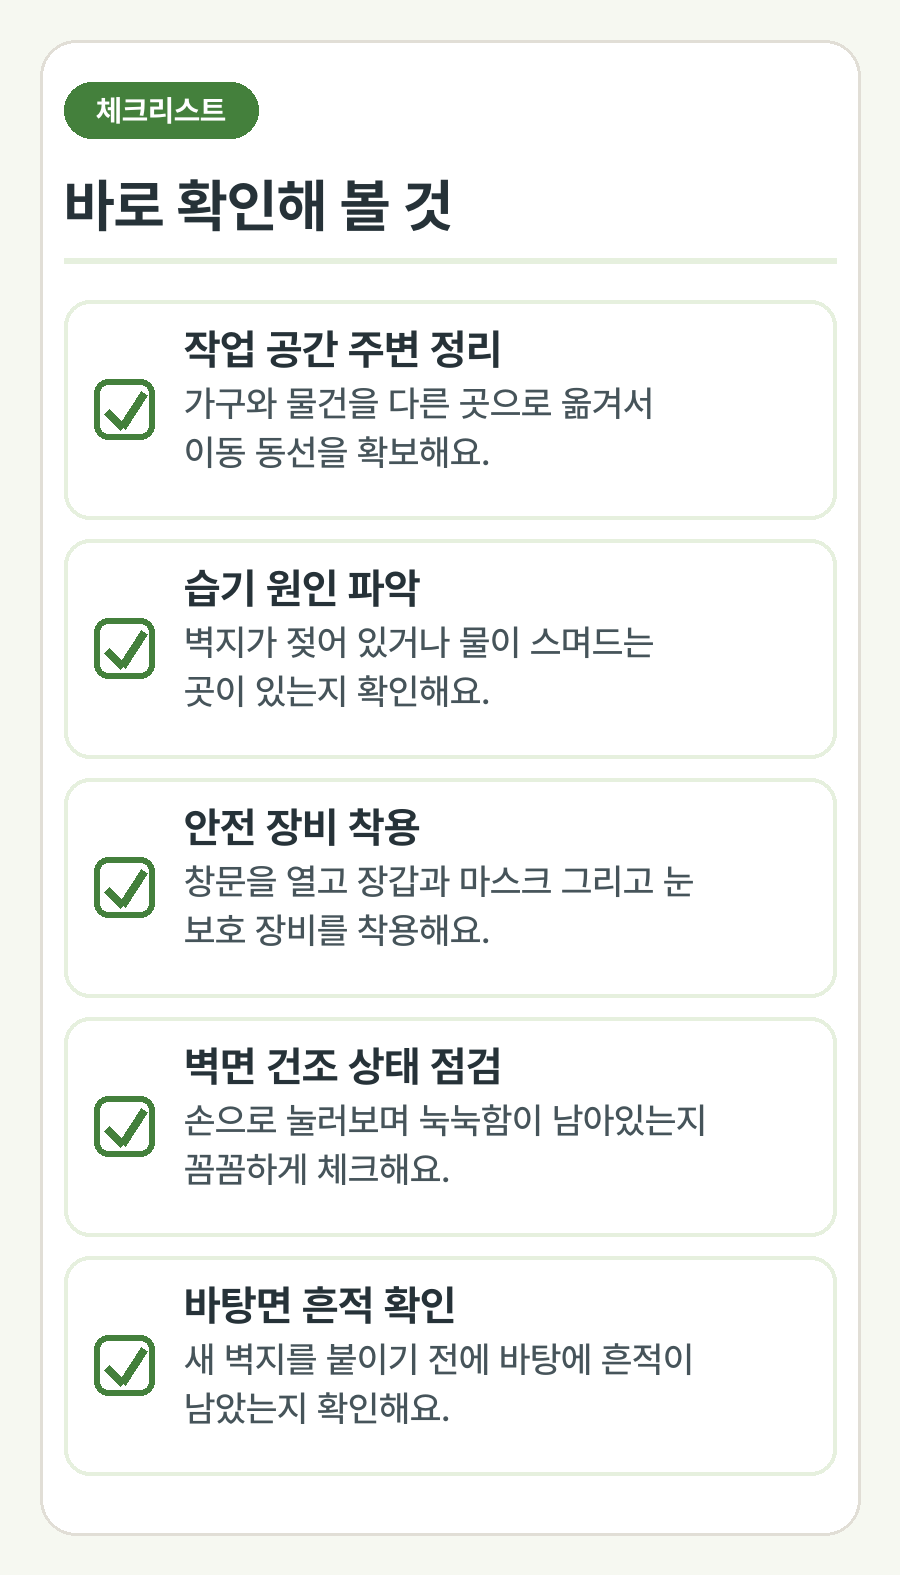 체크리스트
바로 확인해 볼 것
작업 공간 주변 정리
가구와 물건을 다른 곳으로 옮겨서
이동 동선을 확보해요.
습기 원인 파악
벽지가 젖어 있거나 물이 스며드는
곳이 있는지 확인해요.
안전 장비 착용
창문을 열고 장갑과 마스크 그리고 눈
보호 장비를 착용해요.
벽면 건조 상태 점검
손으로 눌러보며 눅눅함이 남아있는지
꼼꼼하게 체크해요.
바탕면 흔적 확인
새 벽지를 붙이기 전에 바탕에 흔적이
남았는지 확인해요.